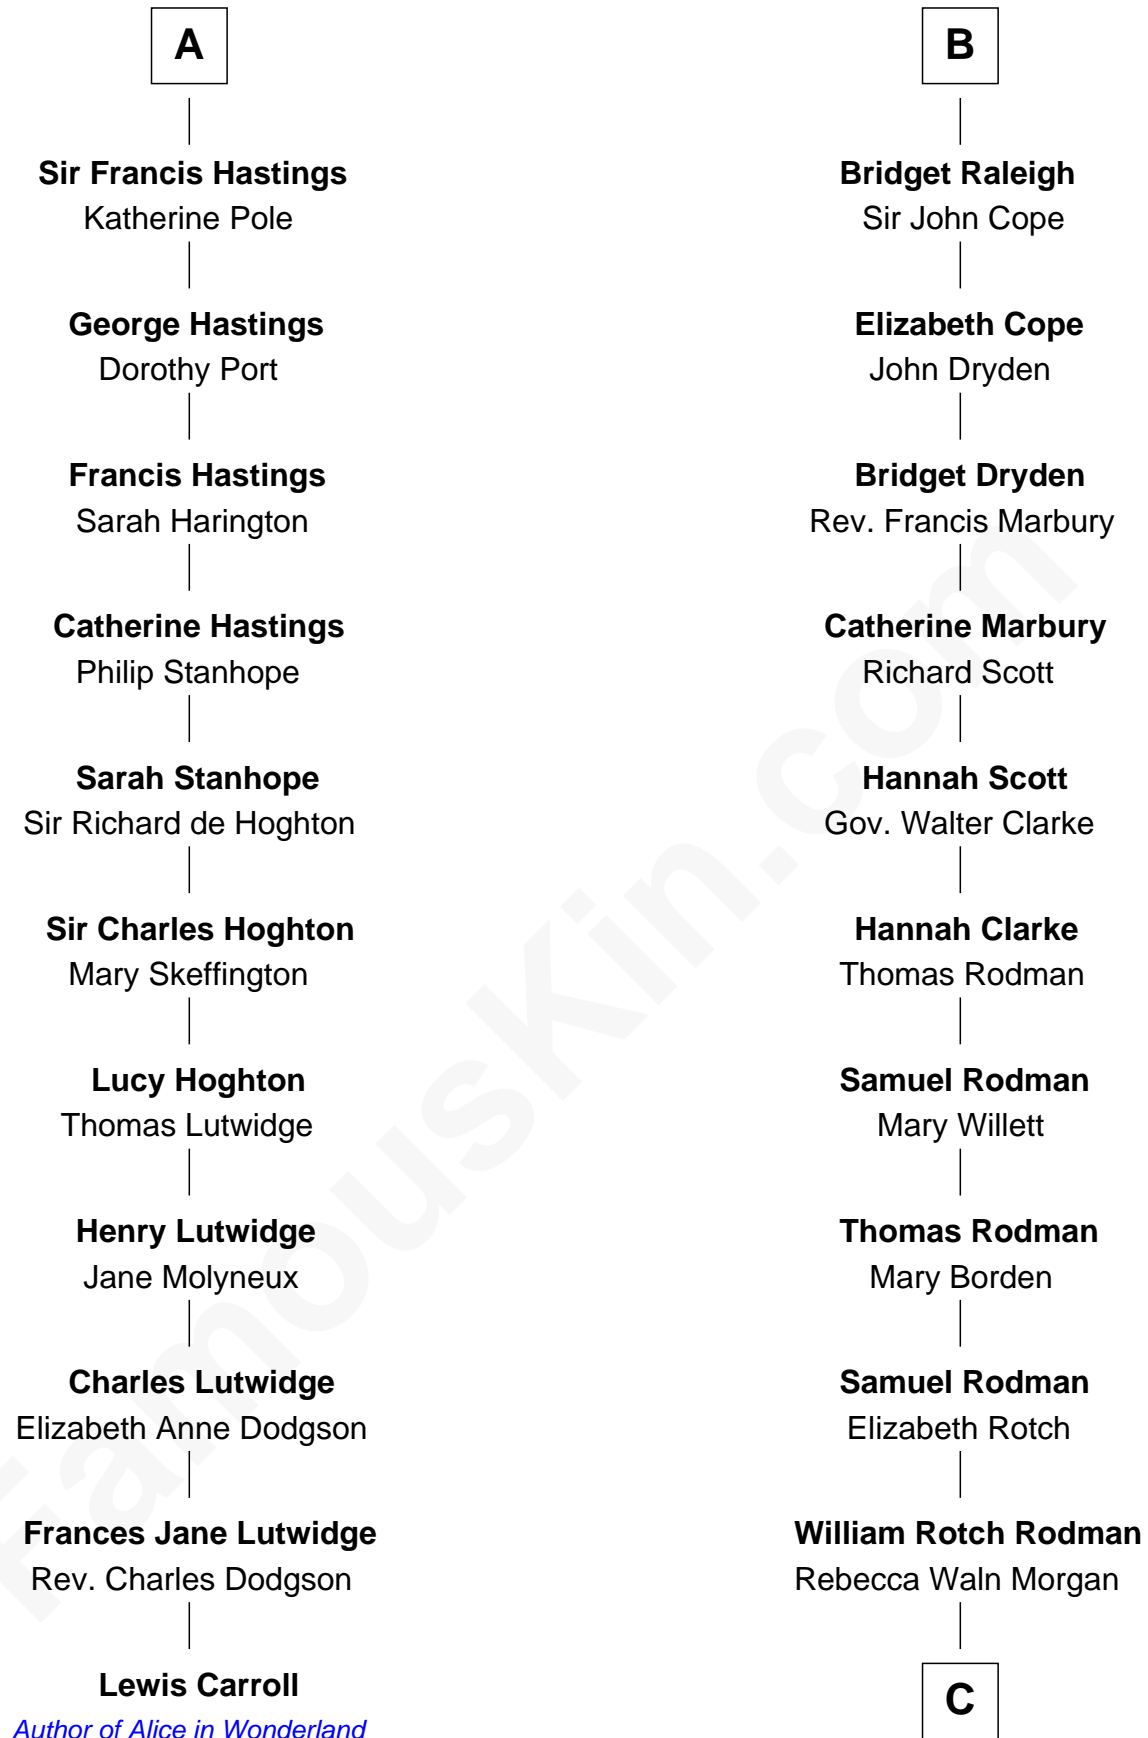 A
Sir Francis Hastings
Katherine Pole
George Hastings
Dorothy Port
Francis Hastings
Sarah Harington
Catherine Hastings
Philip Stanhope
Sarah Stanhope
Sir Richard de Hoghton
Sir Charles Hoghton
Mary Skeffington
Lucy Hoghton
Thomas Lutwidge
Henry Lutwidge
Jane Molyneux
Charles Lutwidge
Elizabeth Anne Dodgson
Frances Jane Lutwidge
Rev. Charles Dodgson
Lewis Carroll
Author of Alice in Wonderland
B
Bridget Raleigh
Sir John Cope
Elizabeth Cope
John Dryden
Bridget Dryden
Rev. Francis Marbury
Catherine Marbury
Richard Scott
Hannah Scott
Gov. Walter Clarke
Hannah Clarke
Thomas Rodman
Samuel Rodman
Mary Willett
Thomas Rodman
Mary Borden
Samuel Rodman
Elizabeth Rotch
William Rotch Rodman
Rebecca Waln Morgan
C
FamousKin.com